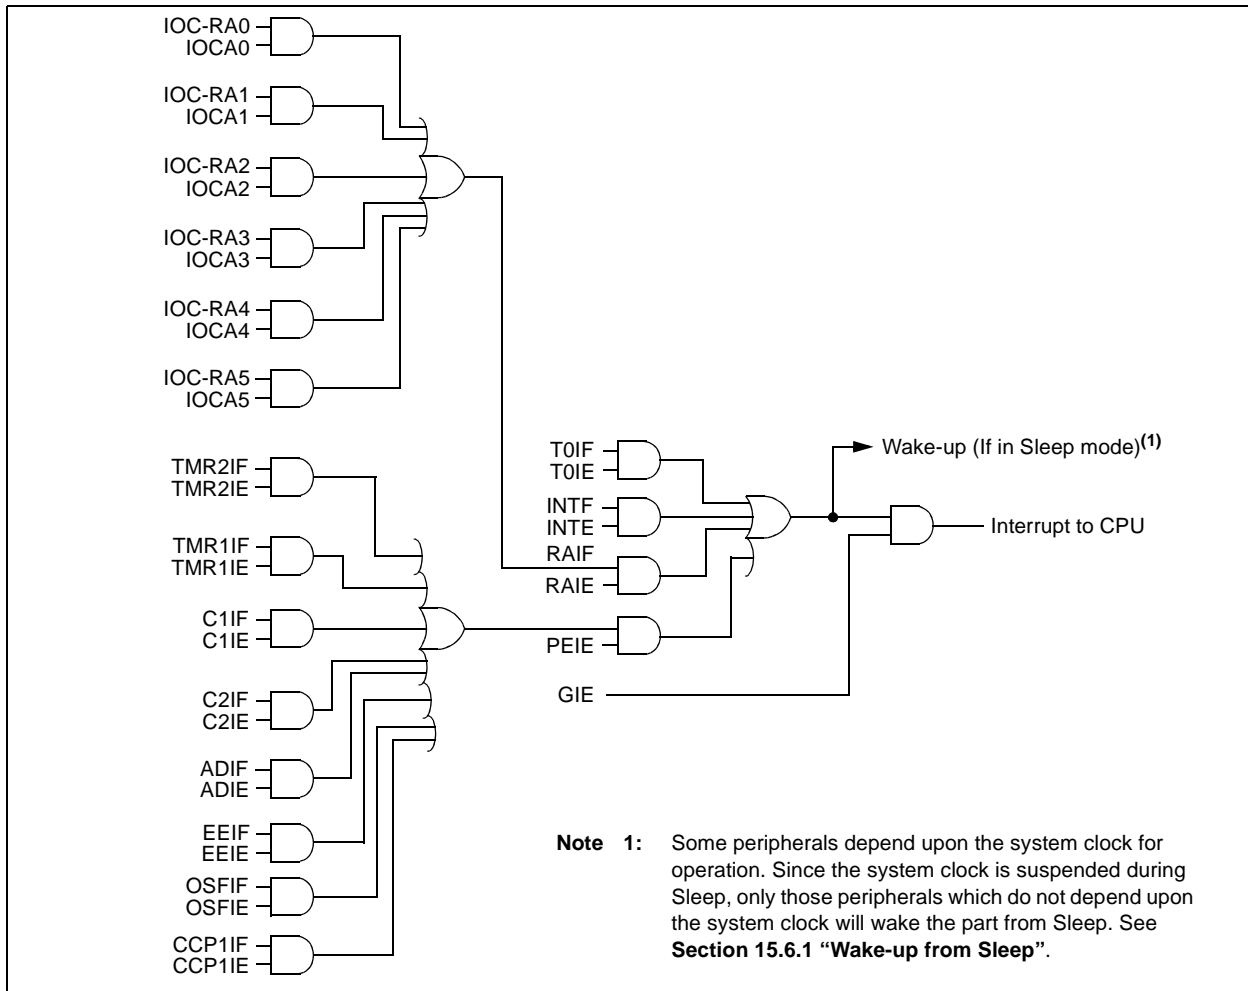 IOC-RA0
IOCA0
IOC-RA1
IOCA1
IOC-RA2
IOCA2
IOC-RA3
IOCA3
IOC-RA4
IOCA4
IOC-RA5
IOCA5
TMR2IF
TMR2IE
TMR1IF
TMR1IE
C1IF
C1IE
C2IF
C2IE
ADIF
ADIE
EEIF
EEIE
OSFIF
OSFIE
CCP1IF
CCP1IE
T0IF
T0IE
INTF
INTE
RAIF
RAIE
PEIE
GIE
Wake-up (If in Sleep mode)(1)
Interrupt to CPU
Note 1: Some peripherals depend upon the system clock for
operation. Since the system clock is suspended during
Sleep, only those peripherals which do not depend upon
the system clock will wake the part from Sleep. See
Section 15.6.1 “Wake-up from Sleep”.